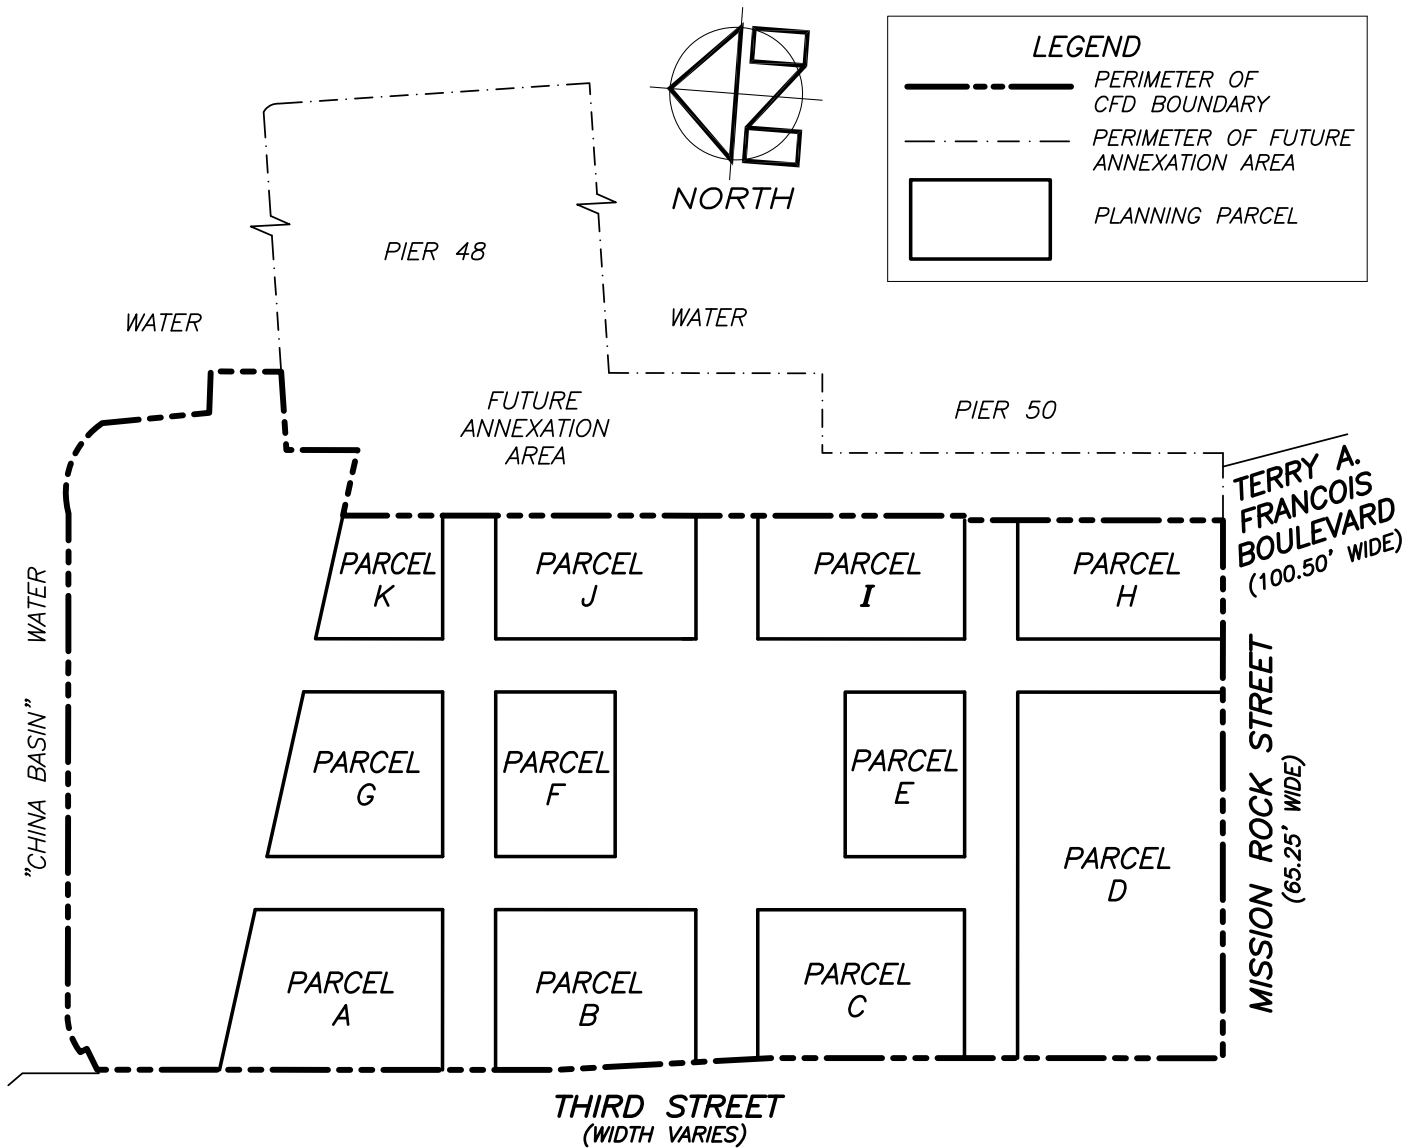 LEGEND
PERIMETER OF
CFD BOUNDARY
PERIMETER OF FUTURE
ANNEXATION AREA
PLANNING PARCEL
NORTH
PIER 48
WATER
WATER
FUTURE
ANNEXATION
AREA
PIER 50
TERRY A.
FRANCOIS
BOULEVARD
(100.50' WIDE)
PARCEL
K
PARCEL
J
PARCEL
I
PARCEL
H
WATER
"CHINA BASIN"
PARCEL
G
PARCEL
F
PARCEL
E
PARCEL
D
MISSION ROCK STREET
(65.25' WIDE)
PARCEL
A
PARCEL
B
PARCEL
C
THIRD STREET
(WIDTH VARIES)